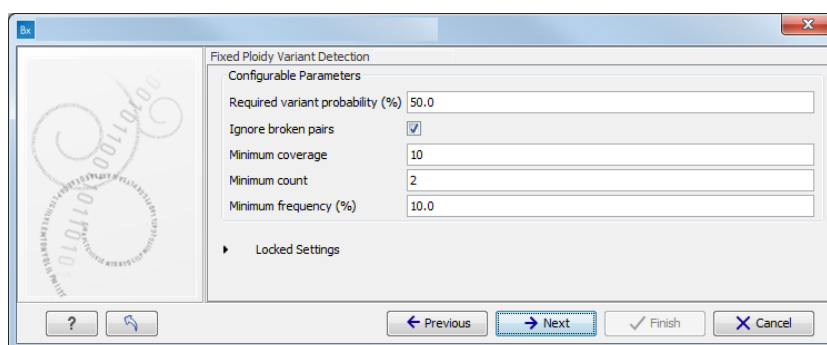 Bx
Fixed Ploidy Variant Detection
Configurable Parameters
Required variant probability (%) 50.0
Ignore broken pairs
Minimum coverage 10
Minimum count 2
Minimum frequency (%) 10.0
Locked Settings
? Previous Next Finish Cancel